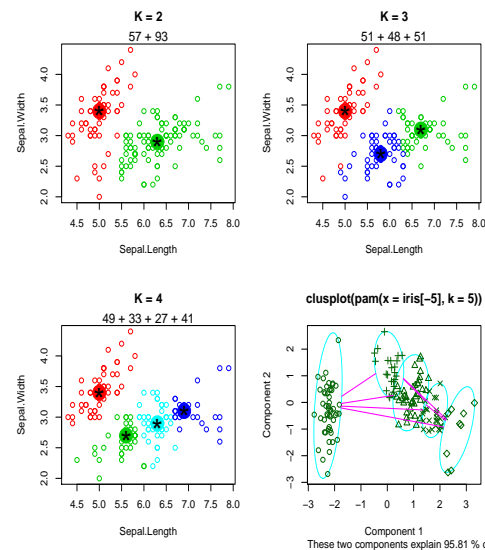 K = 2
57 + 93
Sepal.Width
4.0
3.5
3.0
2.5
2.0
4.5 5.0 5.5 6.0 6.5 7.0 7.5 8.0
Sepal.Length
K = 3
51 + 48 + 51
Sepal.Width
4.0
3.5
3.0
2.5
2.0
4.5 5.0 5.5 6.0 6.5 7.0 7.5 8.0
Sepal.Length
K = 4
49 + 33 + 27 + 41
Sepal.Width
4.0
3.5
3.0
2.5
2.0
4.5 5.0 5.5 6.0 6.5 7.0 7.5 8.0
Sepal.Length
clusplot(pam(x = iris[-5], k = 5))
Component 2
2
1
0
-1
-2
-3
-3 -2 -1 0 1 2 3
Component 1
These two components explain 95.81 % o